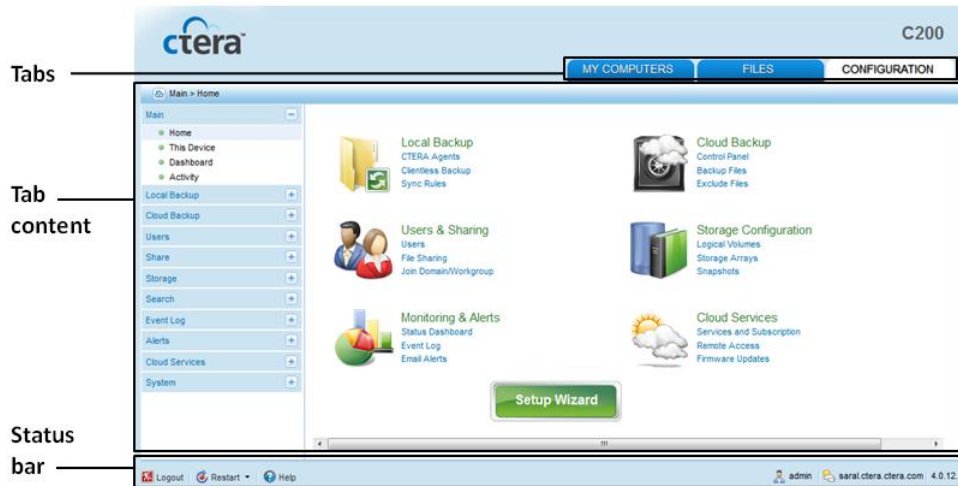 ctera™
C200
Tabs
MY COMPUTERS FILES CONFIGURATION
Main > Home
Main
Home
This Device
Dashboard
Activity
Local Backup
Cloud Backup
Users
Share
Storage
Search
Event Log
Alerts
Cloud Services
System
Tab
content
Local Backup
CTERA Agents
Clientless Backup
Sync Rules
Cloud Backup
Control Panel
Backup Files
Exclude Files
Users & Sharing
Users
File Sharing
Join Domain/Workgroup
Storage Configuration
Logical Volumes
Storage Arrays
Snapshots
Monitoring & Alerts
Status Dashboard
Event Log
Email Alerts
Cloud Services
Services and Subscription
Remote Access
Firmware Updates
Setup Wizard
Status
bar
Logout Restart Help admin saral.ctera.ctera.com 4.0.12.